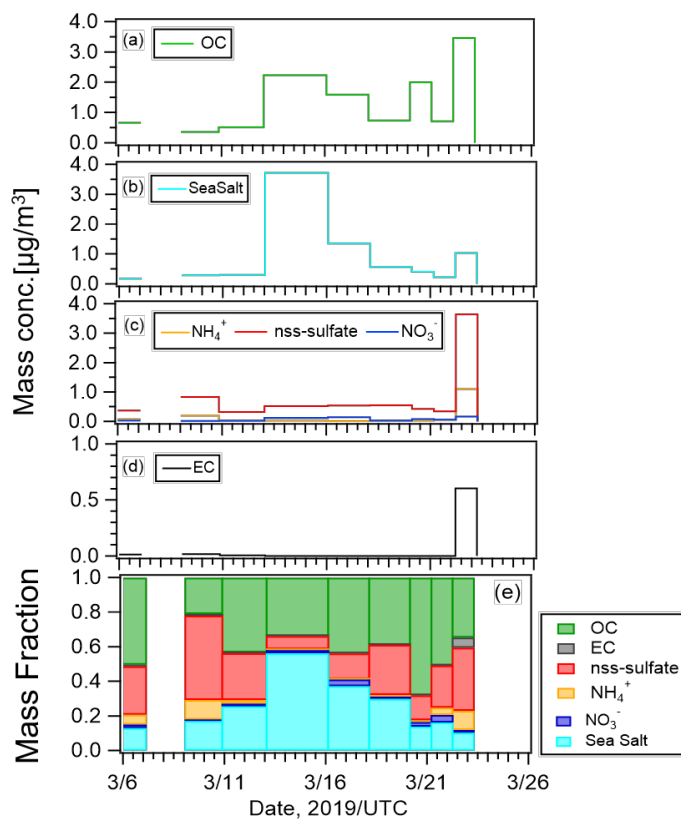 Mass conc.[µg/m³]
4.0
3.0
2.0
1.0
0.0
(a)
OC
4.0
3.0
2.0
1.0
0.0
(b)
SeaSalt
4.0
3.0
2.0
1.0
0.0
(c)
NH₄⁺ nss-sulfate NO₃⁻
1.0
0.5
0.0
(d)
EC
Mass Fraction
1.0
0.8
0.6
0.4
0.2
0.0
(e)
OC
EC
nss-sulfate
NH₄⁺
NO₃⁻
Sea Salt
3/6 3/11 3/16 3/21 3/26
Date, 2019/UTC